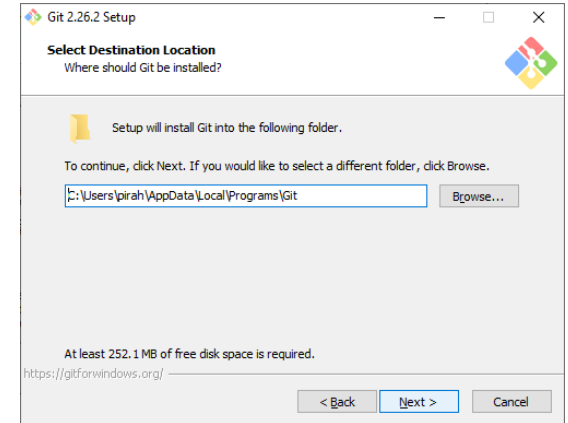 Git 2.26.2 Setup
Select Destination Location
Where should Git be installed?
Setup will install Git into the following folder.
To continue, click Next. If you would like to select a different folder, click Browse.
C:\Users\pirah\AppData\Local\Programs\Git
Browse...
At least 252.1 MB of free disk space is required.
https://gitforwindows.org/
< Back Next > Cancel